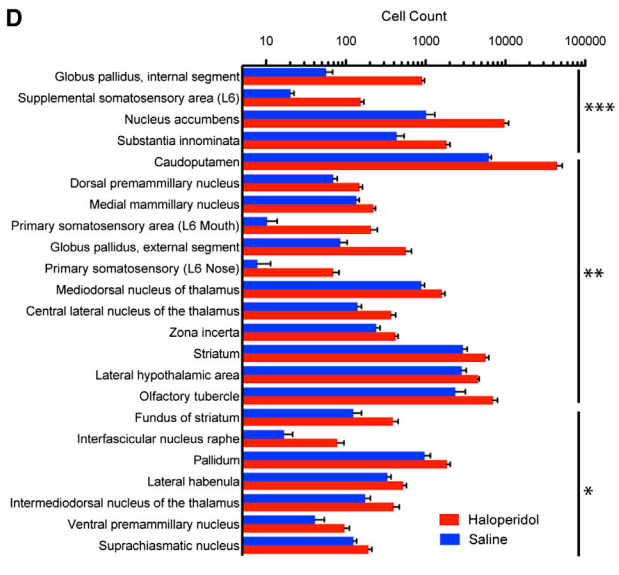 D
Cell Count
10 100 1000 10000 100000
Globus pallidus, internal segment
Supplemental somatosensory area (L6)
Nucleus accumbens
Substantia innominata
***
Caudoputamen
Dorsal premammillary nucleus
Medial mammillary nucleus
Primary somatosensory area (L6 Mouth)
Globus pallidus, external segment
Primary somatosensory (L6 Nose)
Mediodorsal nucleus of thalamus
Central lateral nucleus of the thalamus
Zona incerta
Striatum
Lateral hypothalamic area
Olfactory tubercle
**
Fundus of striatum
Interfascicular nucleus raphe
Pallidum
Lateral habenula
Intermediodorsal nucleus of the thalamus
Ventral premammillary nucleus
Suprachiasmatic nucleus
*
Haloperidol
Saline